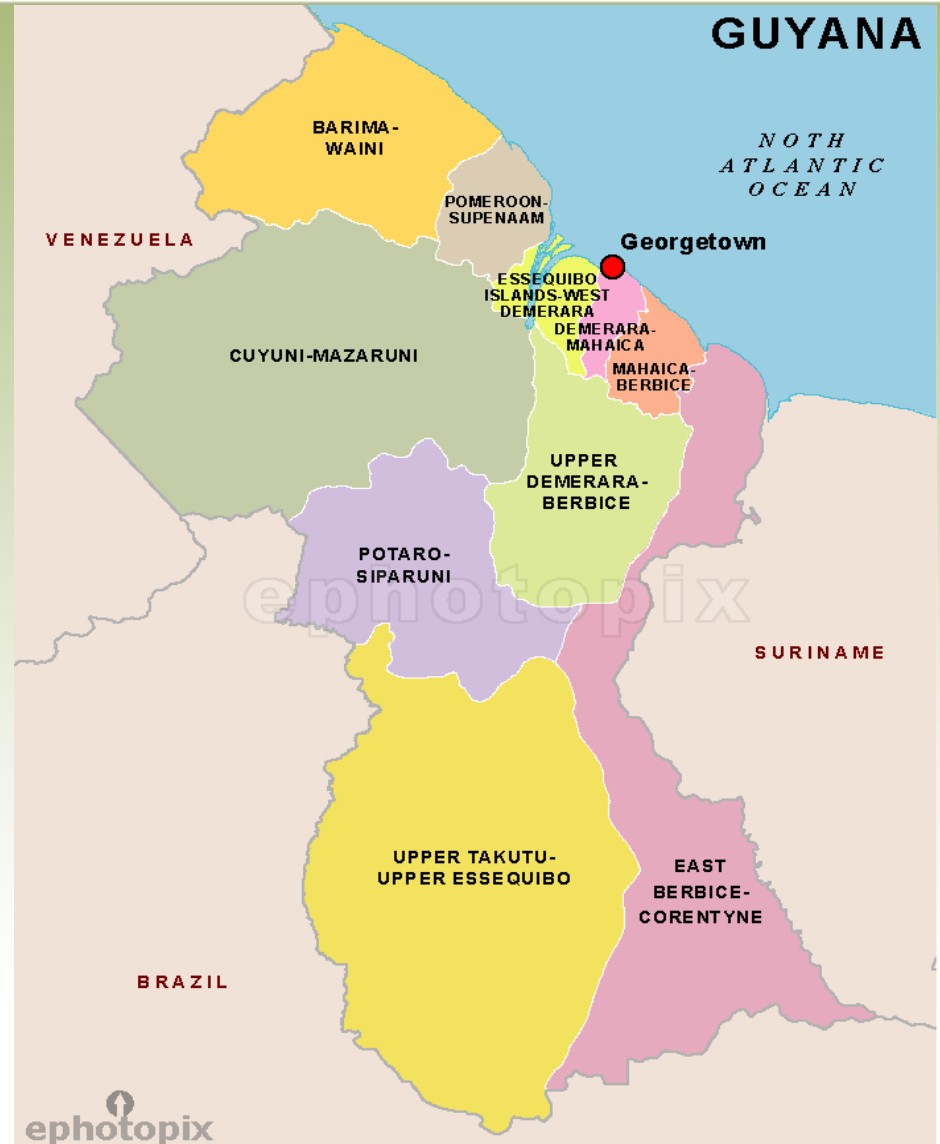 GUYANA
BARIMA-
WAINI
NOTH
ATLANTIC
OCEAN
POMEROON-
SUPENAAM
VENEZUELA
Georgetown
ESSEQUIBO
ISLANDS-WEST
DEMERARA
DEMERARA-
MAHAICA
CUYUNI-MAZARUNI
MAHAICA-
BERBICE
UPPER
DEMERARA-
BERBICE
POTARO-
SIPARUNI
ephotopix
SURINAME
UPPER TAKUTU-
UPPER ESSEQUIBO
EAST
BERBICE-
CORENTYNE
BRAZIL
ephotopix